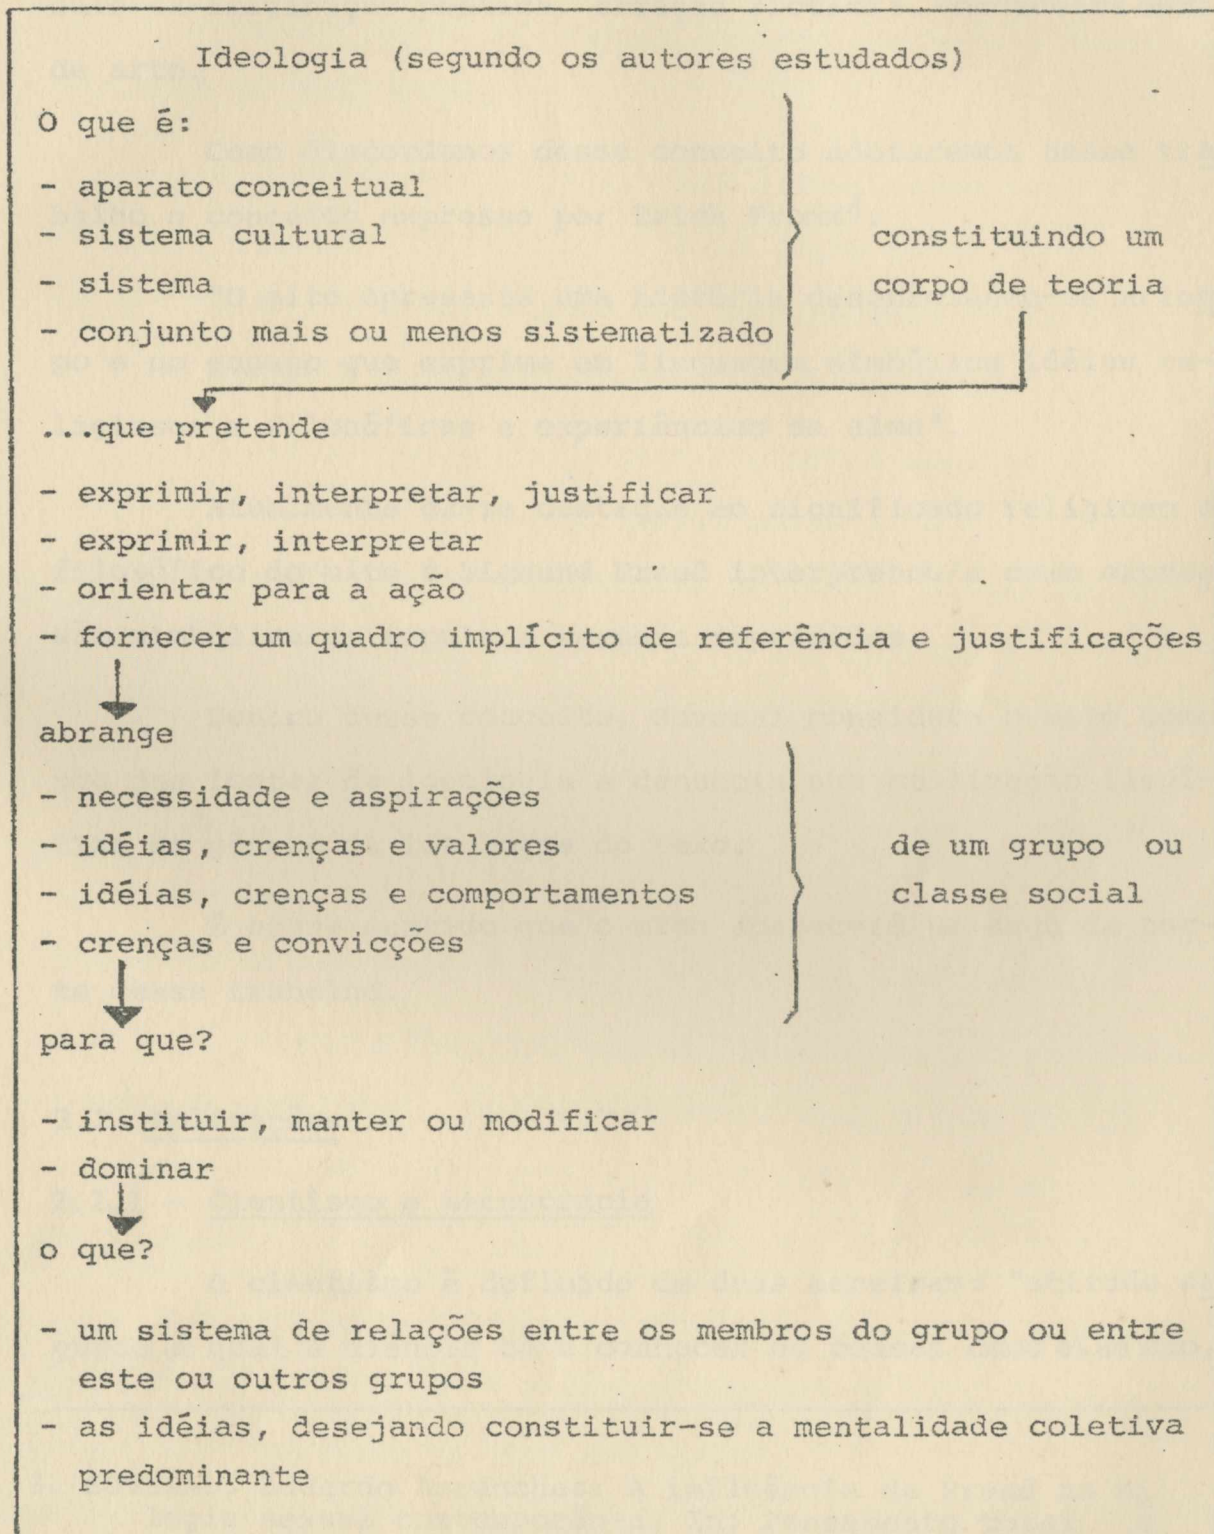 Ideologia (segundo os autores estudados)
O que é:
- aparato conceitual
- sistema cultural
- sistema
- conjunto mais ou menos sistematizado
constituindo um
corpo de teoria
...que pretende
- exprimir, interpretar, justificar
- exprimir, interpretar
- orientar para a ação
- fornecer um quadro implícito de referência e justificações
abrange
- necessidade e aspirações
- idéias, crenças e valores
- idéias, crenças e comportamentos
- crenças e convicções
de um grupo ou
classe social
para que?
- instituir, manter ou modificar
- dominar
o que?
- um sistema de relações entre os membros do grupo ou entre
este ou outros grupos
- as idéias, desejando constituir-se a mentalidade coletiva
predominante